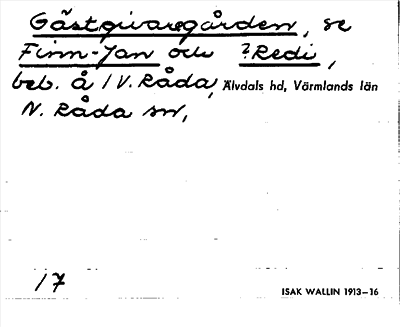 Gästgivaregården, se
Finn-Jan och ?Redi,
beb. å 1 V. Råda, Älvdals hd, Värmlands län
N. Råda sn,
17
ISAK WALLIN 1913–16